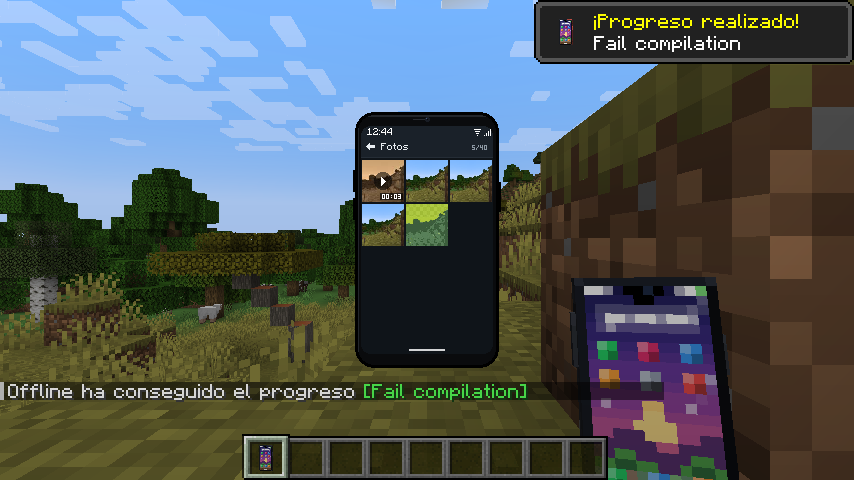 ¡Progreso realizado!
Fail compilation
12:44
Fotos
5/40
00:03
Offline ha conseguido el progreso [Fail compilation]